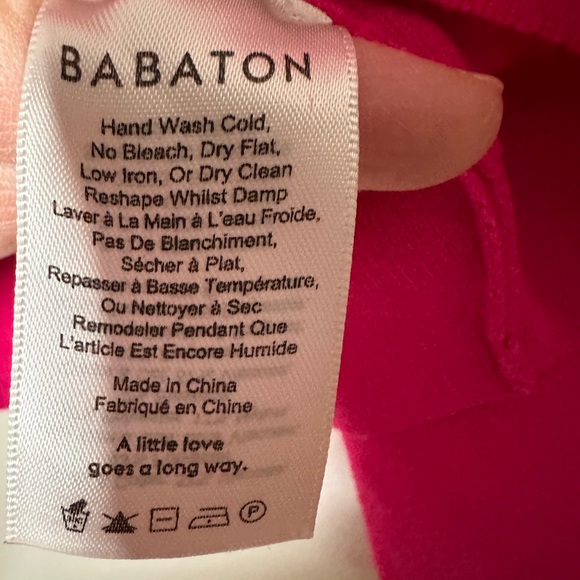 BABATON
Hand Wash Cold,
No Bleach, Dry Flat,
Low Iron, Or Dry Clean
Reshape Whilst Damp
Laver à La Main à L'eau Froide,
Pas De Blanchiment,
Sécher à Plat,
Repasser à Basse Température,
Ou Nettoyer à Sec
Remodeler Pendant Que
L'article Est Encore Humide
Made in China
Fabriqué en Chine
A little love
goes a long way.
P